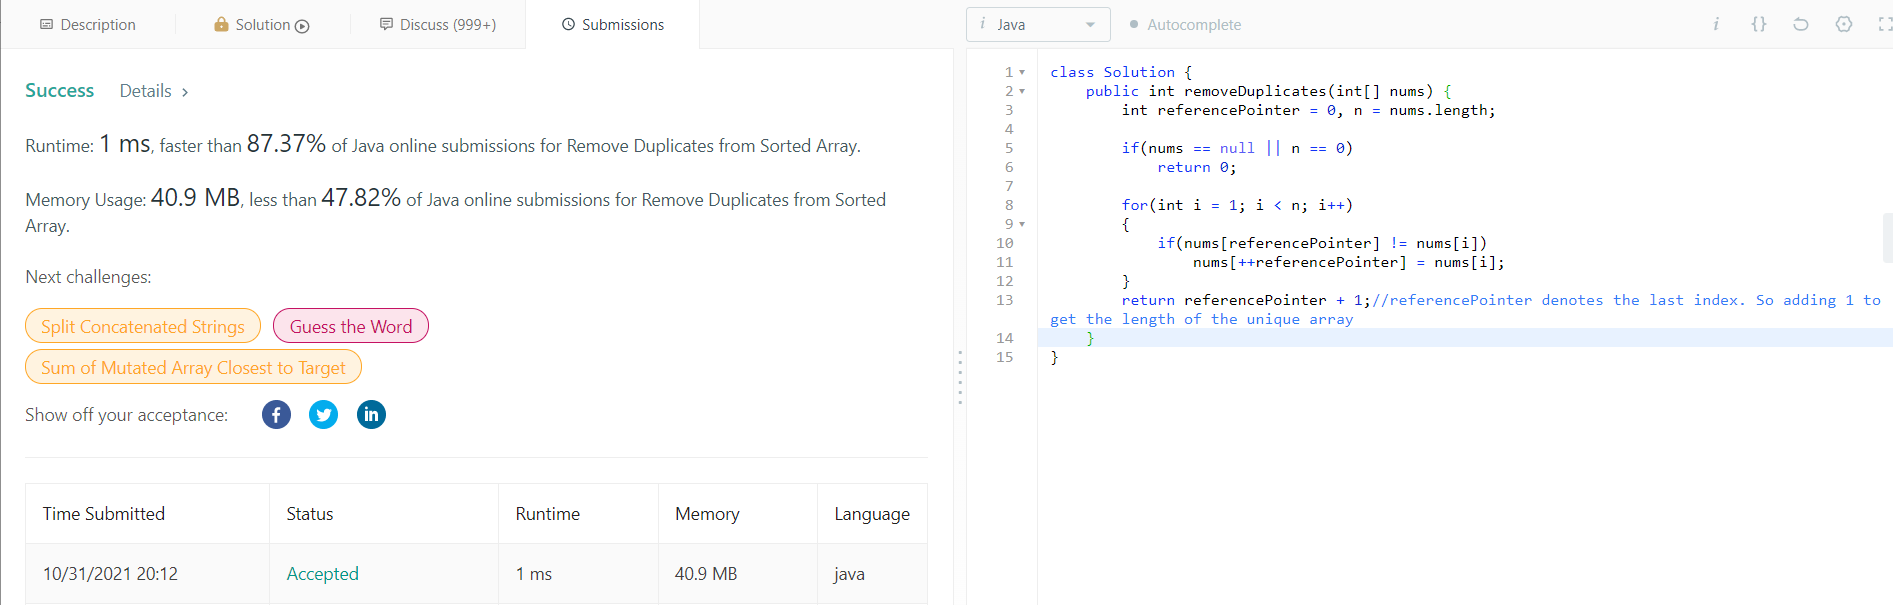 Description
Solution
Discuss (999+)
Submissions
Success
Details >
Runtime: 1 ms, faster than 87.37% of Java online submissions for Remove Duplicates from Sorted Array.
Memory Usage: 40.9 MB, less than 47.82% of Java online submissions for Remove Duplicates from Sorted
Array.
Next challenges:
Split Concatenated Strings
Guess the Word
Sum of Mutated Array Closest to Target
Show off your acceptance:
Time Submitted Status Runtime Memory Language
10/31/2021 20:12 Accepted 1 ms 40.9 MB java
i Java
Autocomplete
i {}
1 class Solution {
2 public int removeDuplicates(int[] nums) {
3 int referencePointer = 0, n = nums.length;
4
5 if(nums == null || n == 0)
6 return 0;
7
8 for(int i = 1; i < n; i++)
9 {
10 if(nums[referencePointer] != nums[i])
11 nums[++referencePointer] = nums[i];
12 }
13 return referencePointer + 1;//referencePointer denotes the last index. So adding 1 to
get the length of the unique array
14 }
15 }